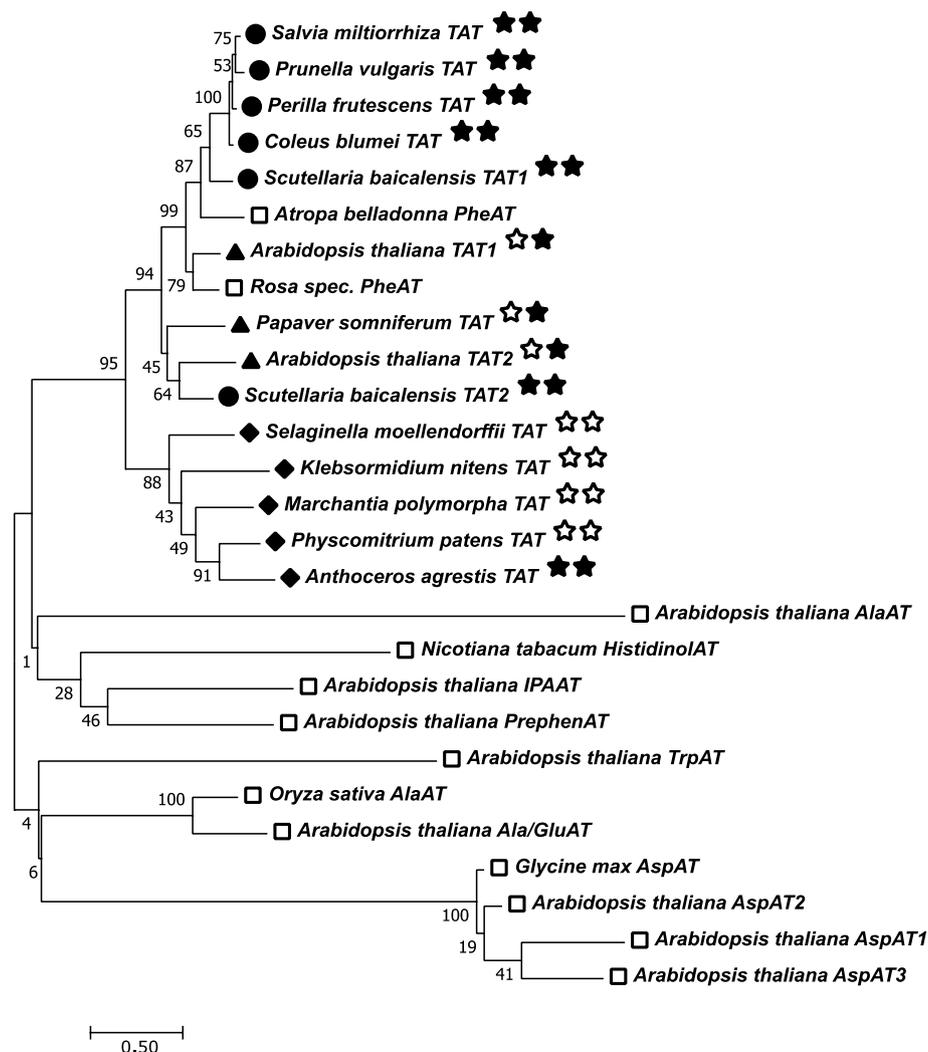 75
Salvia miltiorrhiza TAT
53
Prunella vulgaris TAT
100
Perilla frutescens TAT
65
Coleus blumei TAT
87
Scutellaria baicalensis TAT1
99
Atropa belladonna PheAT
Arabidopsis thaliana TAT1
94
79
Rosa spec. PheAT
Papaver somniferum TAT
95
45
Arabidopsis thaliana TAT2
64
Scutellaria baicalensis TAT2
Selaginella moellendorffii TAT
88
Klebsormidium nitens TAT
43
Marchantia polymorpha TAT
49
Physcomitrium patens TAT
91
Anthoceros agrestis TAT
Arabidopsis thaliana AlaAT
1
Nicotiana tabacum HistidinolAT
28
Arabidopsis thaliana IPAAT
46
Arabidopsis thaliana PrephenAT
Arabidopsis thaliana TrpAT
100
Oryza sativa AlaAT
4
Arabidopsis thaliana Ala/GluAT
6
Glycine max AspAT
100
Arabidopsis thaliana AspAT2
19
Arabidopsis thaliana AspAT1
41
Arabidopsis thaliana AspAT3
0.50